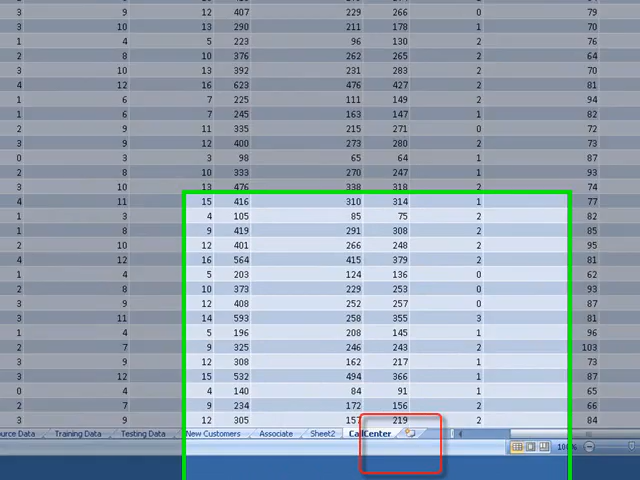 3 9 12 407 229 266 0 79
3 10 13 290 211 178 1 70
1 4 5 223 96 130 2 76
2 8 10 376 262 265 2 64
3 10 13 392 231 283 2 70
4 12 16 623 476 427 2 81
1 6 7 225 111 149 2 94
1 6 7 245 163 147 2 82
2 9 11 335 215 271 0 72
3 9 12 400 273 280 2 73
0 3 3 98 65 64 1 87
2 8 10 333 270 247 1 93
3 10 13 476 338 318 2 74
4 11 15 416 310 314 1 77
1 3 4 105 85 75 2 82
1 8 9 419 291 308 2 85
2 10 12 401 266 248 2 95
4 12 16 564 415 379 2 81
1 4 5 203 124 136 0 62
2 8 10 373 229 253 0 93
3 9 12 408 252 257 0 87
3 11 14 593 258 355 3 81
1 4 5 196 208 145 1 96
2 7 9 325 246 243 2 103
3 9 12 308 162 217 1 73
3 12 15 532 494 366 1 87
0 4 4 140 84 91 1 65
2 7 9 234 172 156 2 66
3 9 12 305 157 219 2 84
urce Data Training Data Testing Data New Customers Associate Sheet2 CallCenter 100%